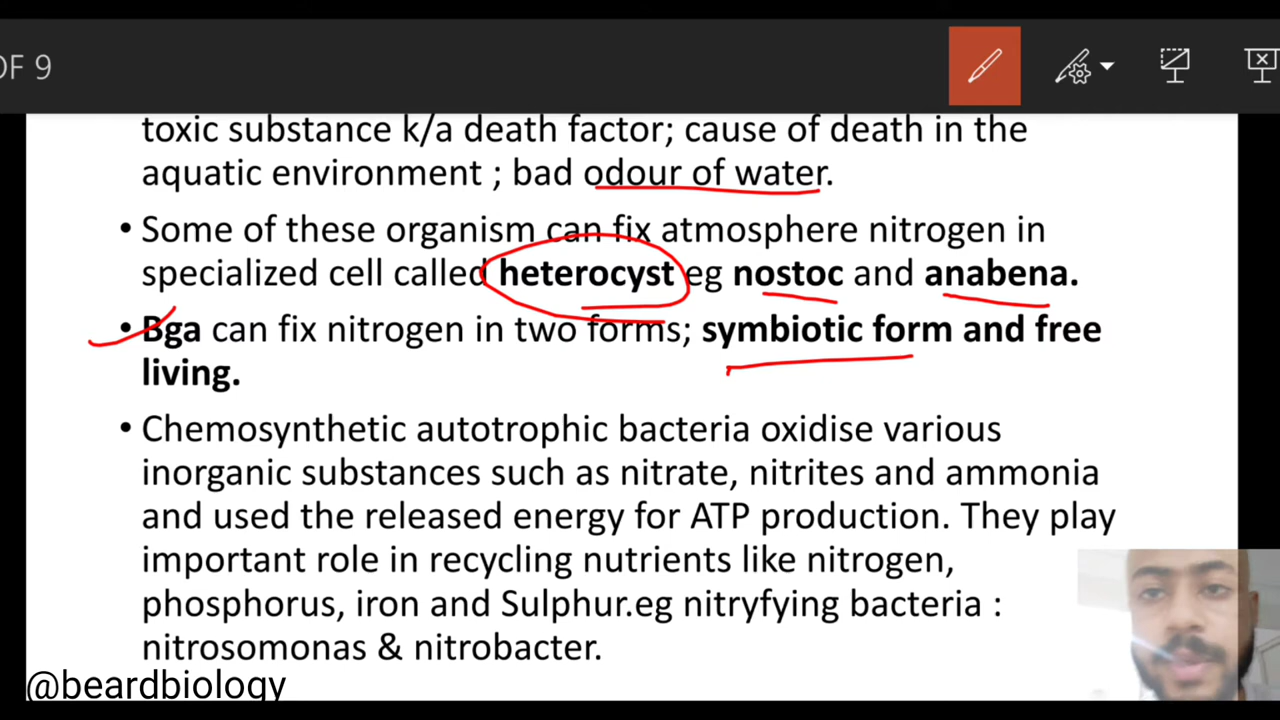 OF 9
toxic substance k/a death factor; cause of death in the
aquatic environment ; bad odour of water.
• Some of these organism can fix atmosphere nitrogen in
specialized cell called heterocyst eg nostoc and anabena.
• Bga can fix nitrogen in two forms; symbiotic form and free
living.
• Chemosynthetic autotrophic bacteria oxidise various
inorganic substances such as nitrate, nitrites and ammonia
and used the released energy for ATP production. They play
important role in recycling nutrients like nitrogen,
phosphorus, iron and Sulphur.eg nitryfying bacteria :
nitrosomonas & nitrobacter.
@beardbiology